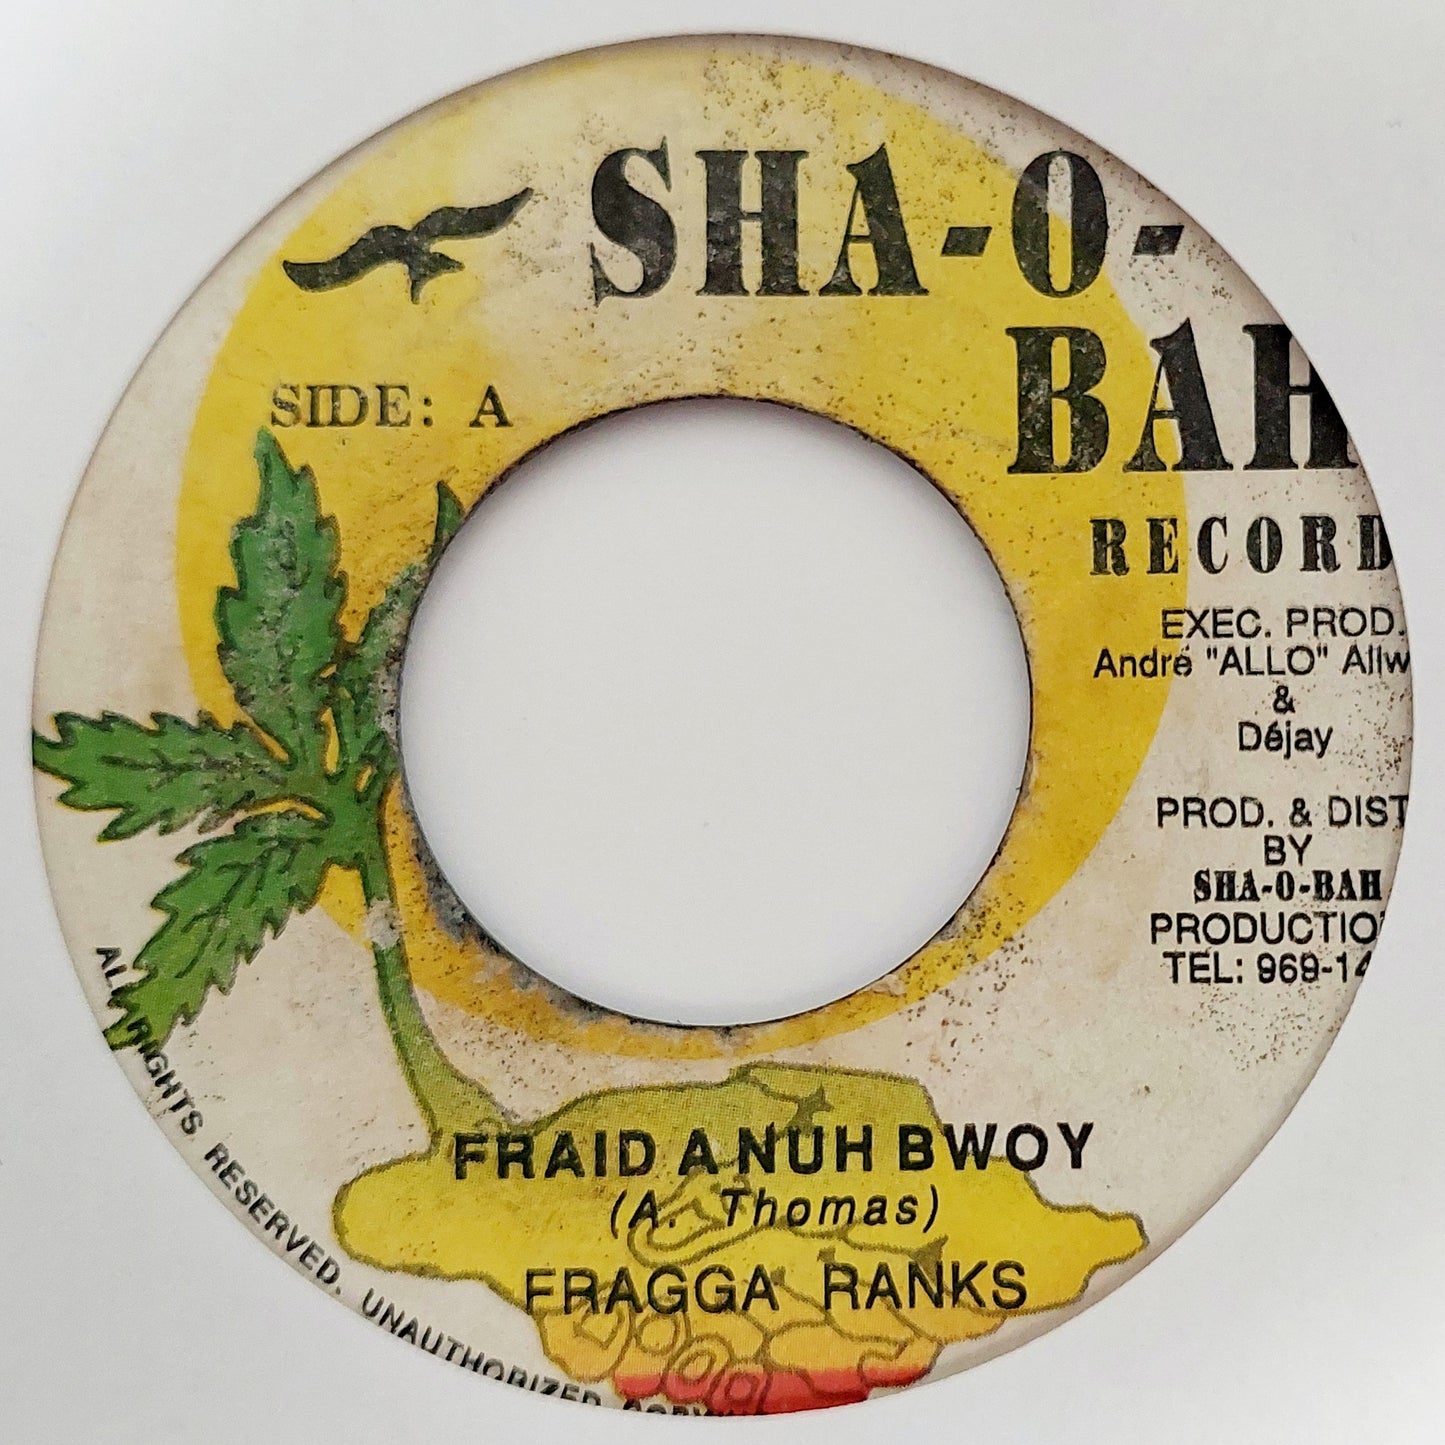 SHA-O-
BAH
RECORD
SIDE: A
EXEC. PROD.
André "ALLO" Allw
&
Déjay
PROD. & DIST
BY
SHA-O-BAH
PRODUCTIO
TEL: 969-14
FRAID A NUH BWOY
(A. Thomas)
FRAGGA RANKS
ALL RIGHTS RESERVED. UNAUTHORIZED COPY